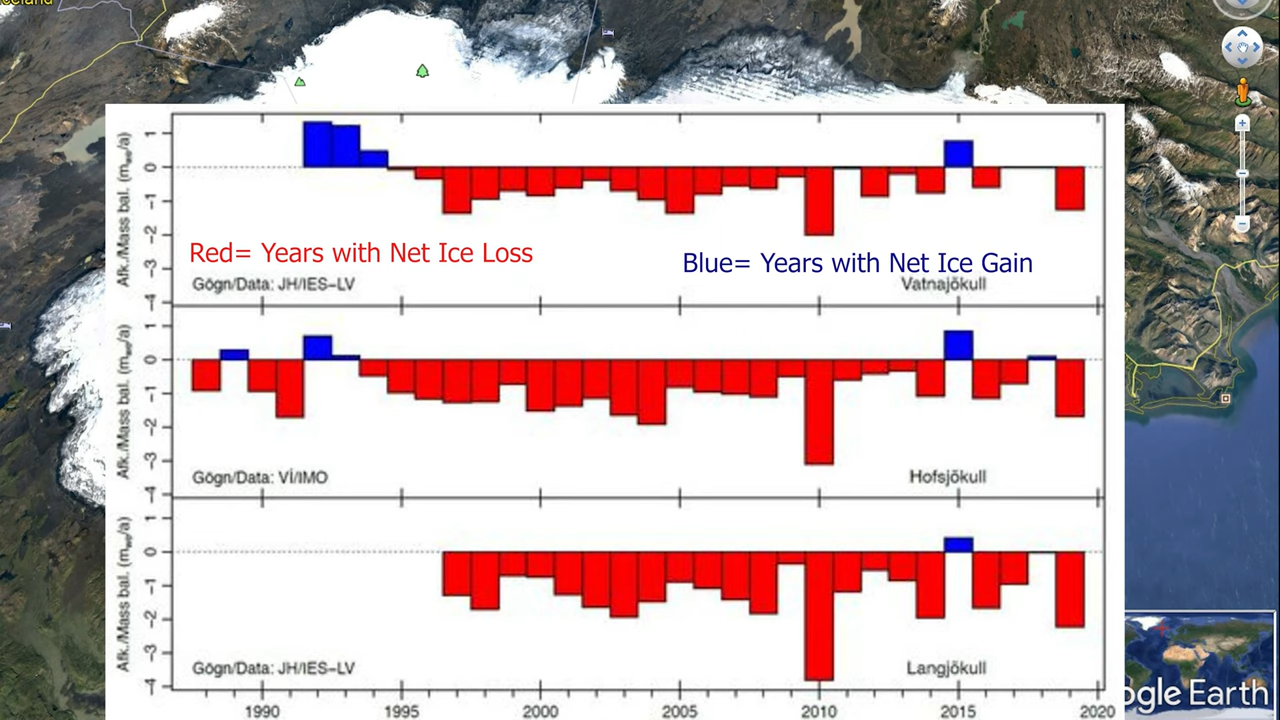 celand
Afk./Mass bal. (mwe/a)
1
0
-1
-2
-3
-4
Red= Years with Net Ice Loss
Blue= Years with Net Ice Gain
Gögn/Data: JH/IES–LV
Vatnajökull
Afk./Mass bal. (mwe/a)
1
0
-1
-2
-3
-4
Gögn/Data: VÍ/IMO
Hofsjökull
Afk./Mass bal. (mwe/a)
1
0
-1
-2
-3
-4
Gögn/Data: JH/IES–LV
Langjökull
1990
1995
2000
2005
2010
2015
2020
ogle Earth